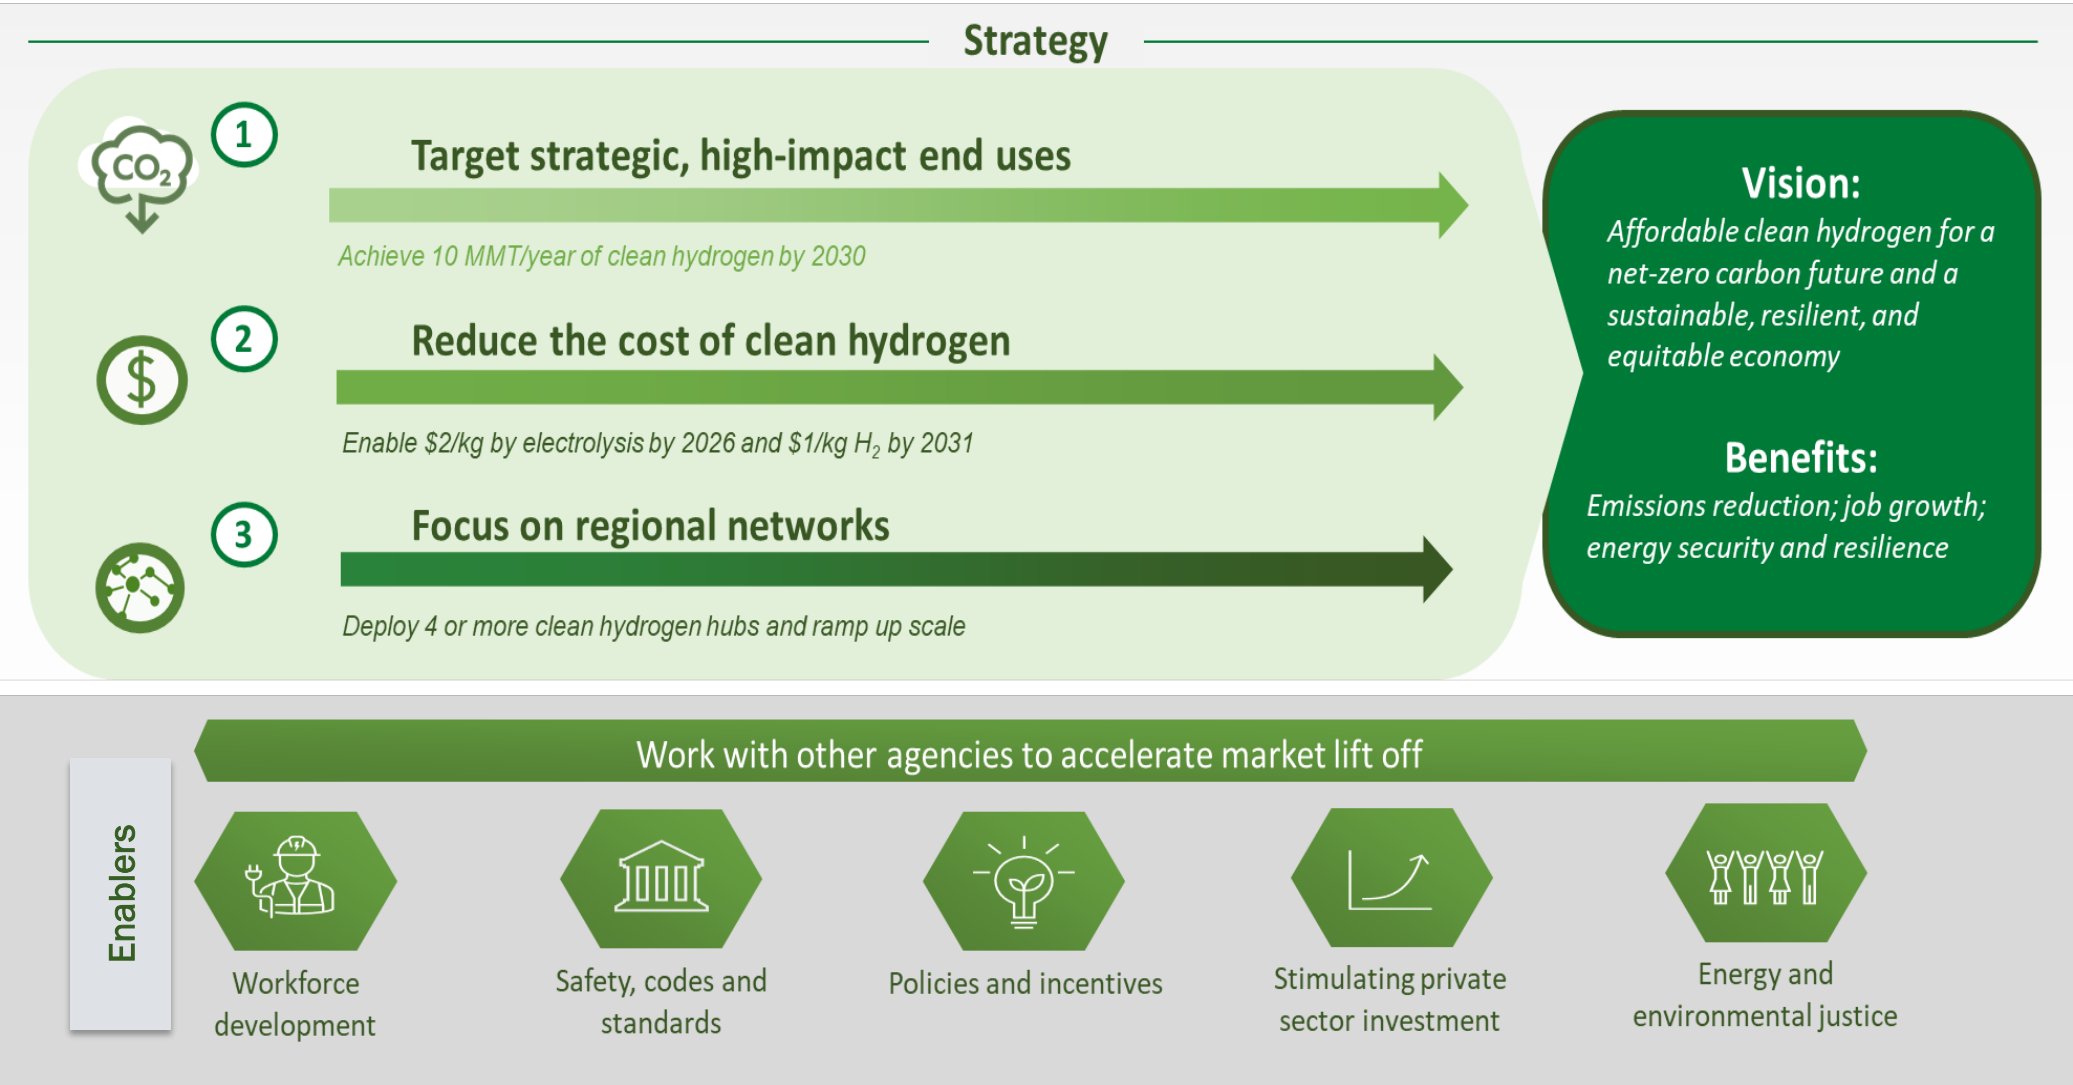 Strategy
CO₂
1
Target strategic, high-impact end uses
Achieve 10 MMT/year of clean hydrogen by 2030
$
2
Reduce the cost of clean hydrogen
Enable $2/kg by electrolysis by 2026 and $1/kg H₂ by 2031
3
Focus on regional networks
Deploy 4 or more clean hydrogen hubs and ramp up scale
Vision:
Affordable clean hydrogen for a
net-zero carbon future and a
sustainable, resilient, and
equitable economy
Benefits:
Emissions reduction; job growth;
energy security and resilience
Enablers
Work with other agencies to accelerate market lift off
Workforce
development
Safety, codes and
standards
Policies and incentives
Stimulating private
sector investment
Energy and
environmental justice